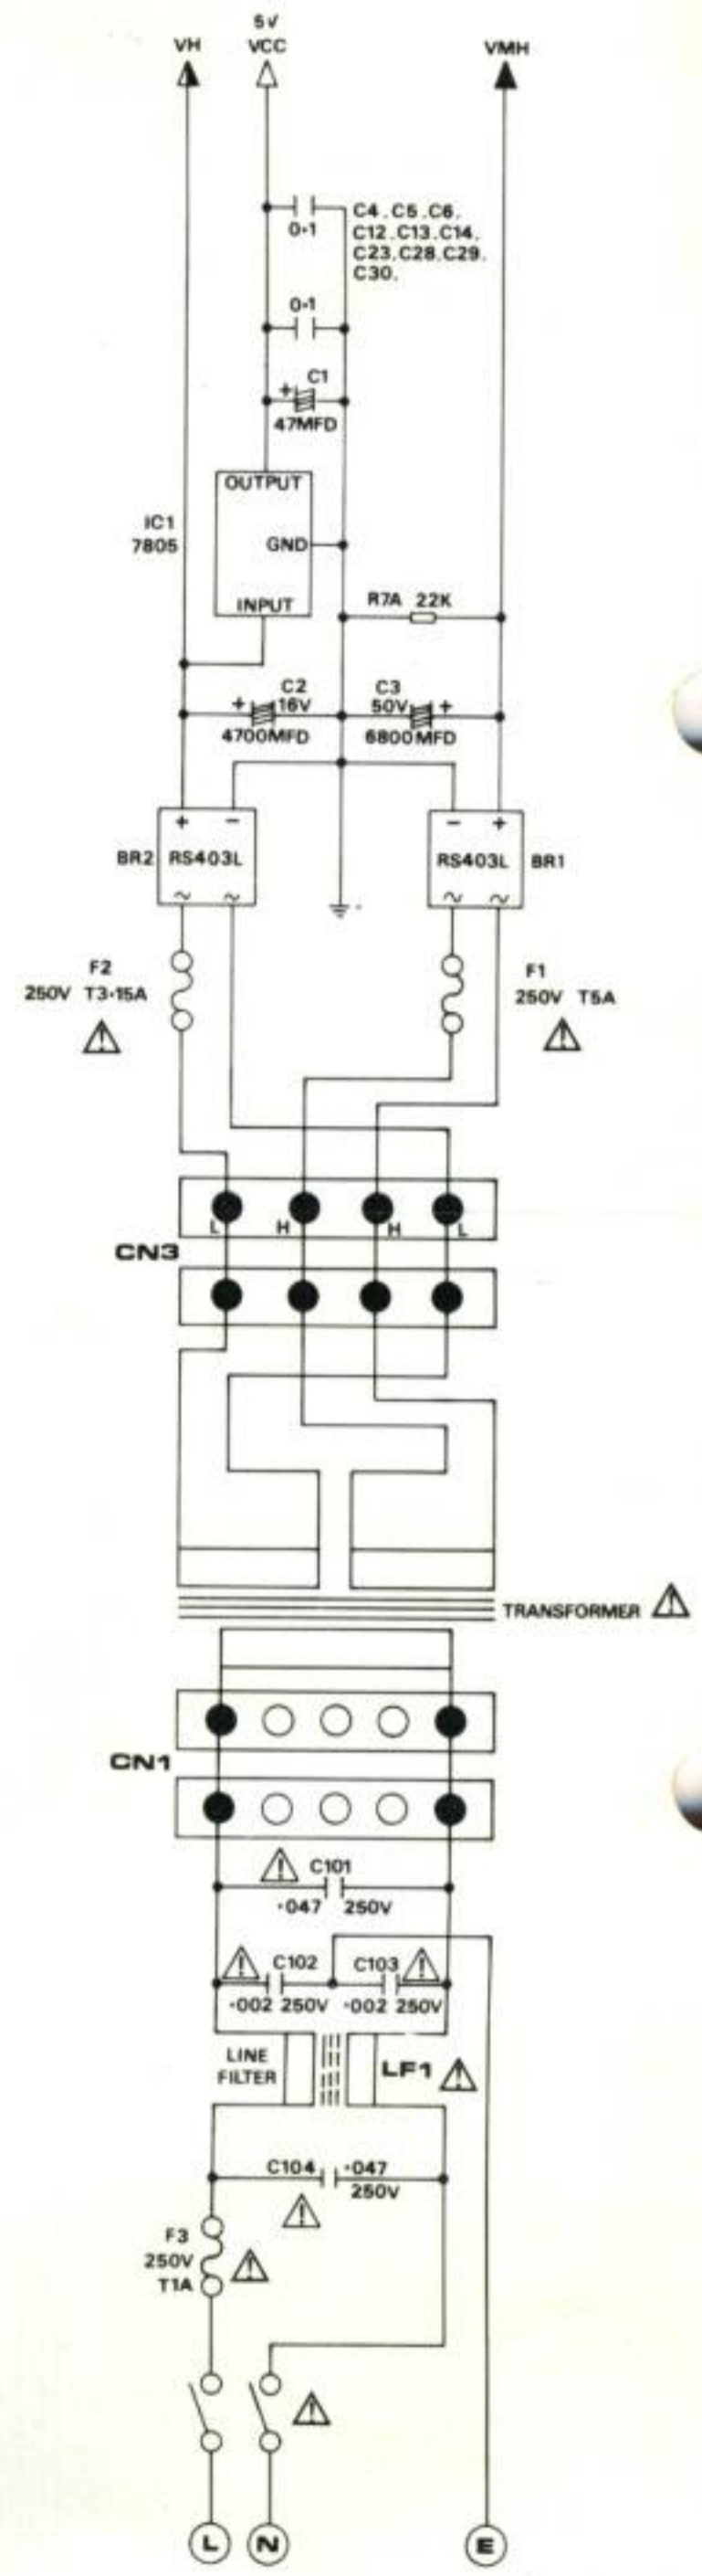 5V
VH VCC VMH
C4.C5.C6.
0·1 C12.C13.C14.
C23.C28.C29.
C30.
0·1
+ C1
47MFD
OUTPUT
IC1
7805 GND
INPUT
R7A 22K
C2 C3
+ 16V 50V +
4700MFD 6800MFD
+ − − +
BR2 RS403L RS403L BR1
~ ~ ~ ~
F2 F1
250V T3·15A 250V T5A
L H H L
CN3
TRANSFORMER
CN1
C101
·047 250V
C102 C103
·002 250V ·002 250V
LINE LF1
FILTER
C104 ·047
250V
F3
250V
T1A
L N E